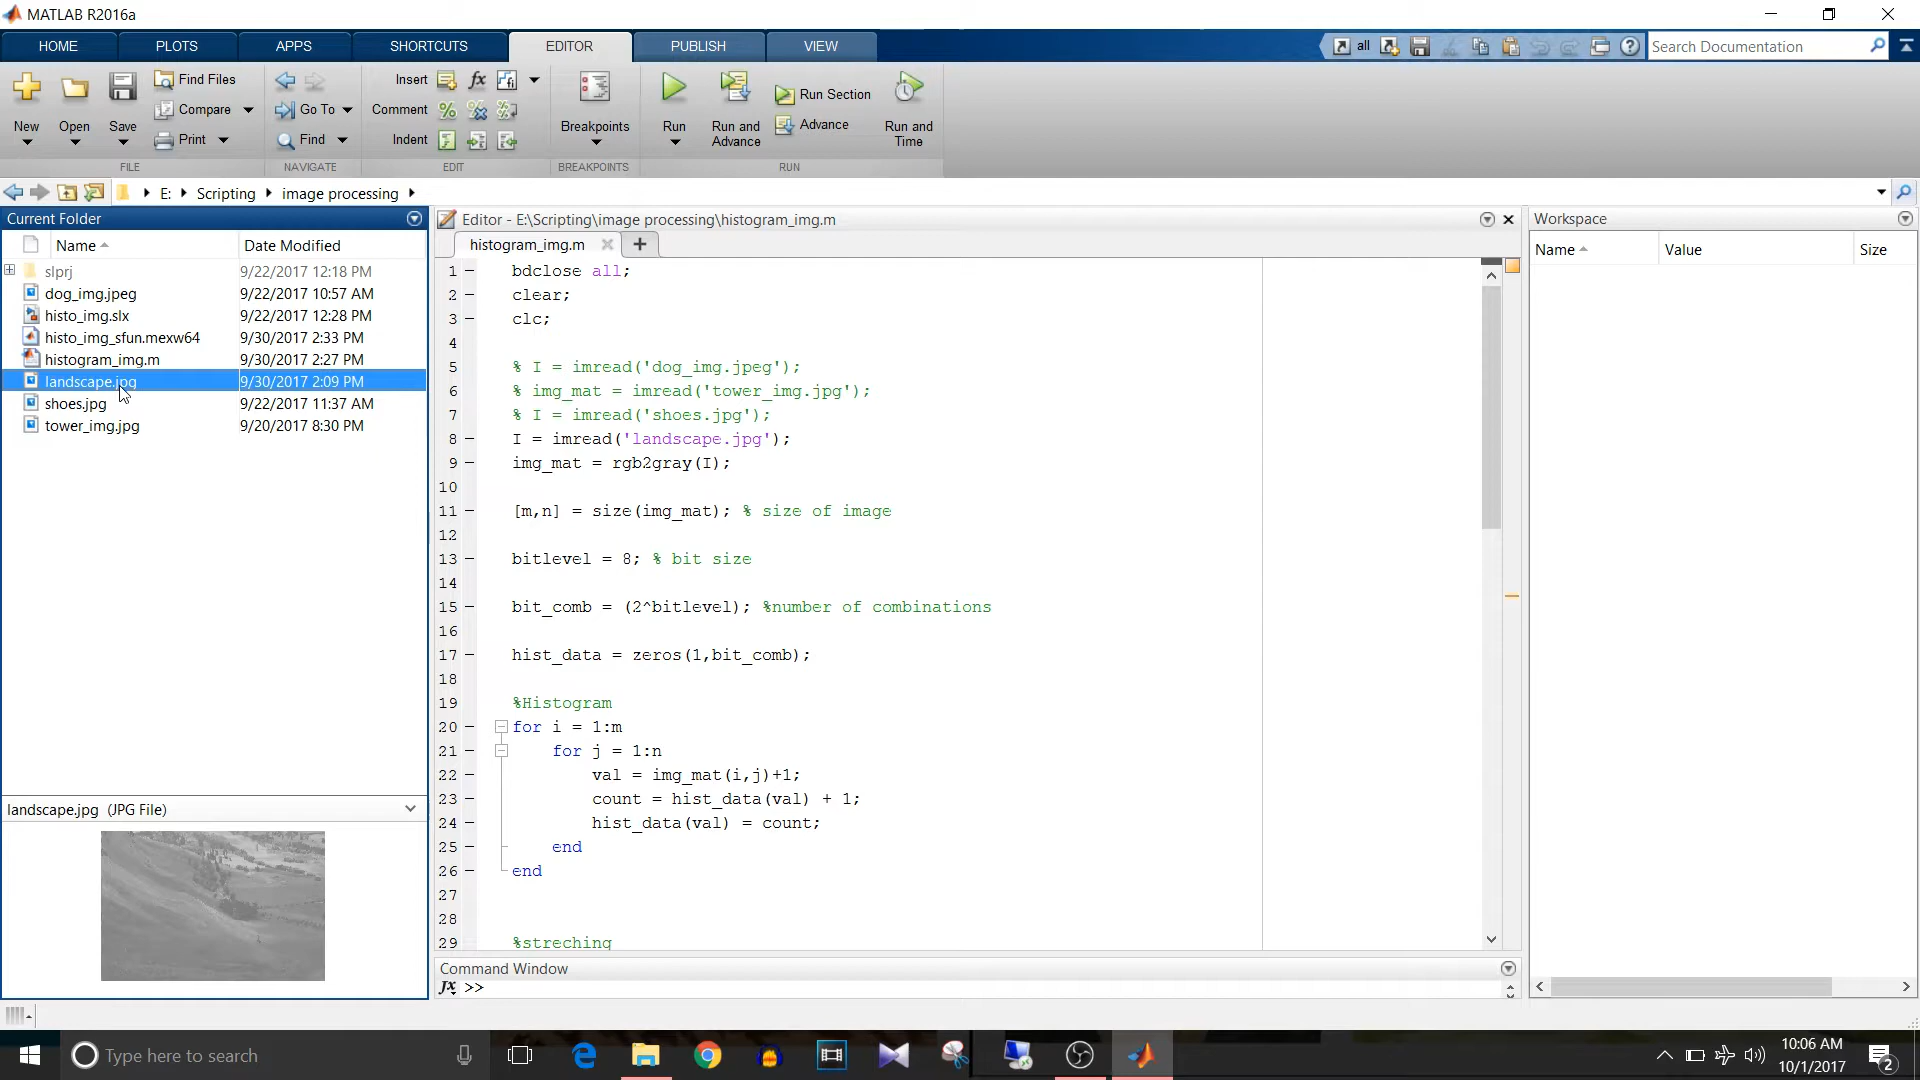 MATLAB R2016a
HOME PLOTS APPS SHORTCUTS EDITOR PUBLISH VIEW
all
Search Documentation
New
Open
Save
Find Files
Compare
Print
FILE
Go To
Find
NAVIGATE
Insert
Comment
Indent
EDIT
Breakpoints
BREAKPOINTS
Run
Run and Advance
Run Section
Advance
Run and Time
RUN
E: Scripting image processing
Current Folder
Name Date Modified
slprj 9/22/2017 12:18 PM
dog_img.jpeg 9/22/2017 10:57 AM
histo_img.slx 9/22/2017 12:28 PM
histo_img_sfun.mexw64 9/30/2017 2:33 PM
histogram_img.m 9/30/2017 2:27 PM
landscape.jpg 9/30/2017 2:09 PM
shoes.jpg 9/22/2017 11:37 AM
tower_img.jpg 9/20/2017 8:30 PM
landscape.jpg (JPG File)
Editor - E:\Scripting\image processing\histogram_img.m
histogram_img.m
1 bdclose all;
2 clear;
3 clc;
4
5 % I = imread('dog_img.jpeg');
6 % img_mat = imread('tower_img.jpg');
7 % I = imread('shoes.jpg');
8 I = imread('landscape.jpg');
9 img_mat = rgb2gray(I);
10
11 [m,n] = size(img_mat); % size of image
12
13 bitlevel = 8; % bit size
14
15 bit_comb = (2^bitlevel); %number of combinations
16
17 hist_data = zeros(1,bit_comb);
18
19 %Histogram
20 for i = 1:m
21 for j = 1:n
22 val = img_mat(i,j)+1;
23 count = hist_data(val) + 1;
24 hist_data(val) = count;
25 end
26 end
27
28
29 %streching
Command Window
fx >>
Workspace
Name Value Size
Type here to search
10:06 AM
10/1/2017
2